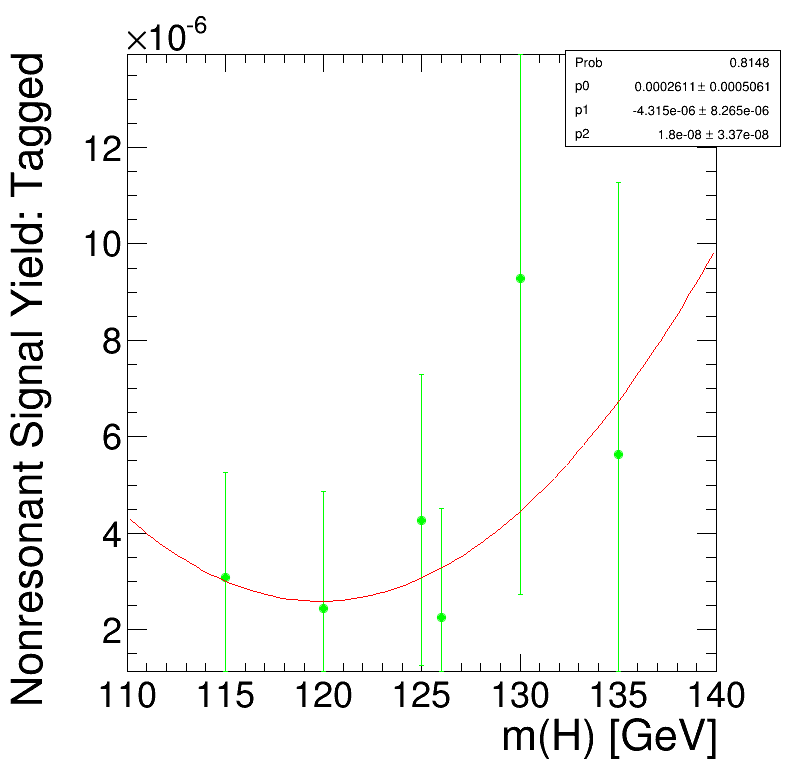 ×10-6
Nonresonant Signal Yield: Tagged
Prob 0.8148
p0 0.0002611 ± 0.0005061
p1 -4.315e-06 ± 8.265e-06
p2 1.8e-08 ± 3.37e-08
12
10
8
6
4
2
110 115 120 125 130 135 140
m(H) [GeV]